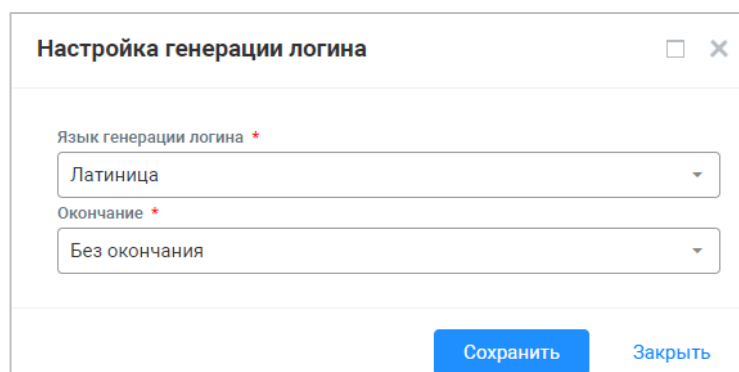 Настройка генерации логина
Язык генерации логина *
Латиница
Окончание *
Без окончания
Сохранить Закрыть